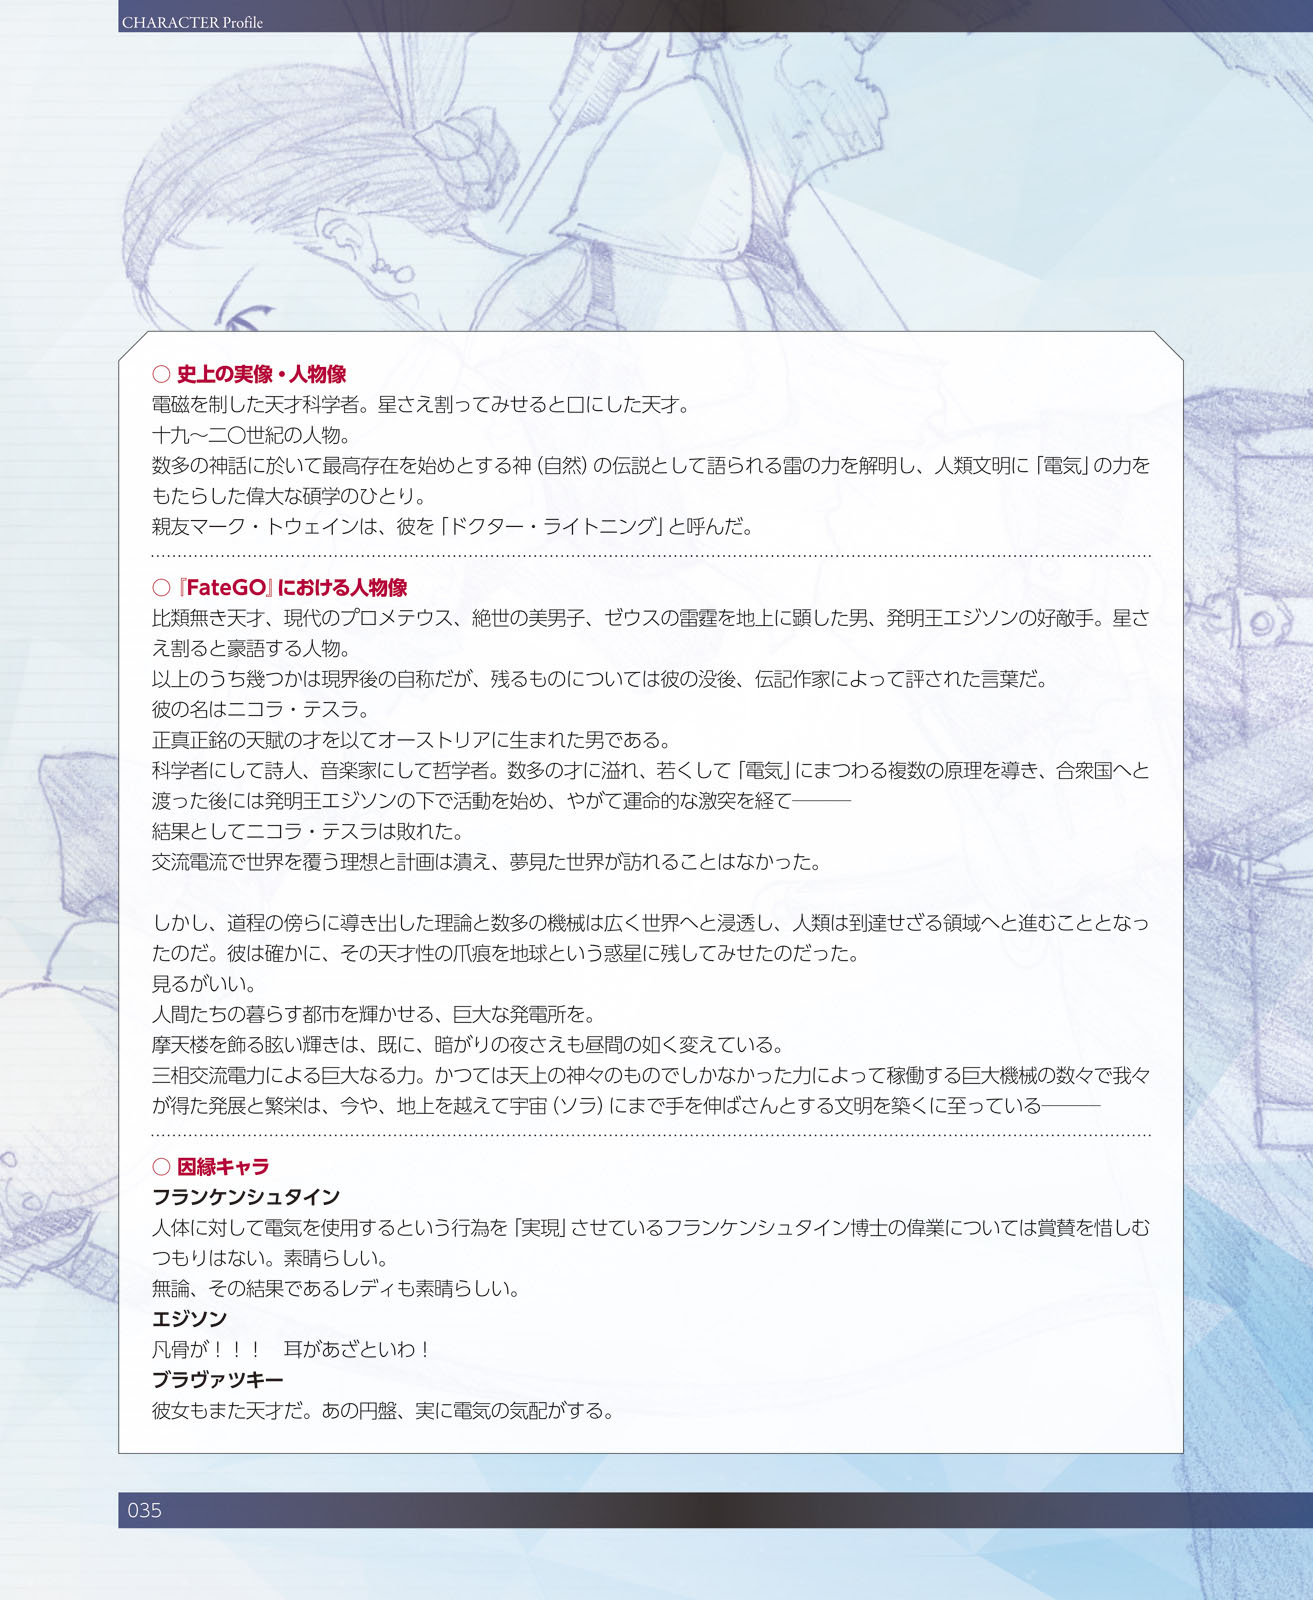 CHARACTER Profile
○ 史上の実像・人物像
電磁を制した天才科学者。星さえ割ってみせると口にした天才。
十九～二〇世紀の人物。
数多の神話に於いて最高存在を始めとする神（自然）の伝説として語られる雷の力を解明し、人類文明に「電気」の力を
もたらした偉大な碩学のひとり。
親友マーク・トウェインは、彼を「ドクター・ライトニング」と呼んだ。
○ 『FateGO』における人物像
比類無き天才、現代のプロメテウス、絶世の美男子、ゼウスの雷霆を地上に顕した男、発明王エジソンの好敵手。星さ
え割ると豪語する人物。
以上のうち幾つかは現界後の自称だが、残るものについては彼の没後、伝記作家によって評された言葉だ。
彼の名はニコラ・テスラ。
正真正銘の天賦の才を以てオーストリアに生まれた男である。
科学者にして詩人、音楽家にして哲学者。数多の才に溢れ、若くして「電気」にまつわる複数の原理を導き、合衆国へと
渡った後には発明王エジソンの下で活動を始め、やがて運命的な激突を経て―――
結果としてニコラ・テスラは敗れた。
交流電流で世界を覆う理想と計画は潰え、夢見た世界が訪れることはなかった。
しかし、道程の傍らに導き出した理論と数多の機械は広く世界へと浸透し、人類は到達せざる領域へと進むこととなっ
たのだ。彼は確かに、その天才性の爪痕を地球という惑星に残してみせたのだった。
見るがいい。
人間たちの暮らす都市を輝かせる、巨大な発電所を。
摩天楼を飾る眩い輝きは、既に、暗がりの夜さえも昼間の如く変えている。
三相交流電力による巨大なる力。かつては天上の神々のものでしかなかった力によって稼働する巨大機械の数々で我々
が得た発展と繁栄は、今や、地上を越えて宇宙（ソラ）にまで手を伸ばさんとする文明を築くに至っている―――
○ 因縁キャラ
フランケンシュタイン
人体に対して電気を使用するという行為を「実現」させているフランケンシュタイン博士の偉業については賞賛を惜しむ
つもりはない。素晴らしい。
無論、その結果であるレディも素晴らしい。
エジソン
凡骨が！！！　耳があざといわ！
ブラヴァツキー
彼女もまた天才だ。あの円盤、実に電気の気配がする。
035